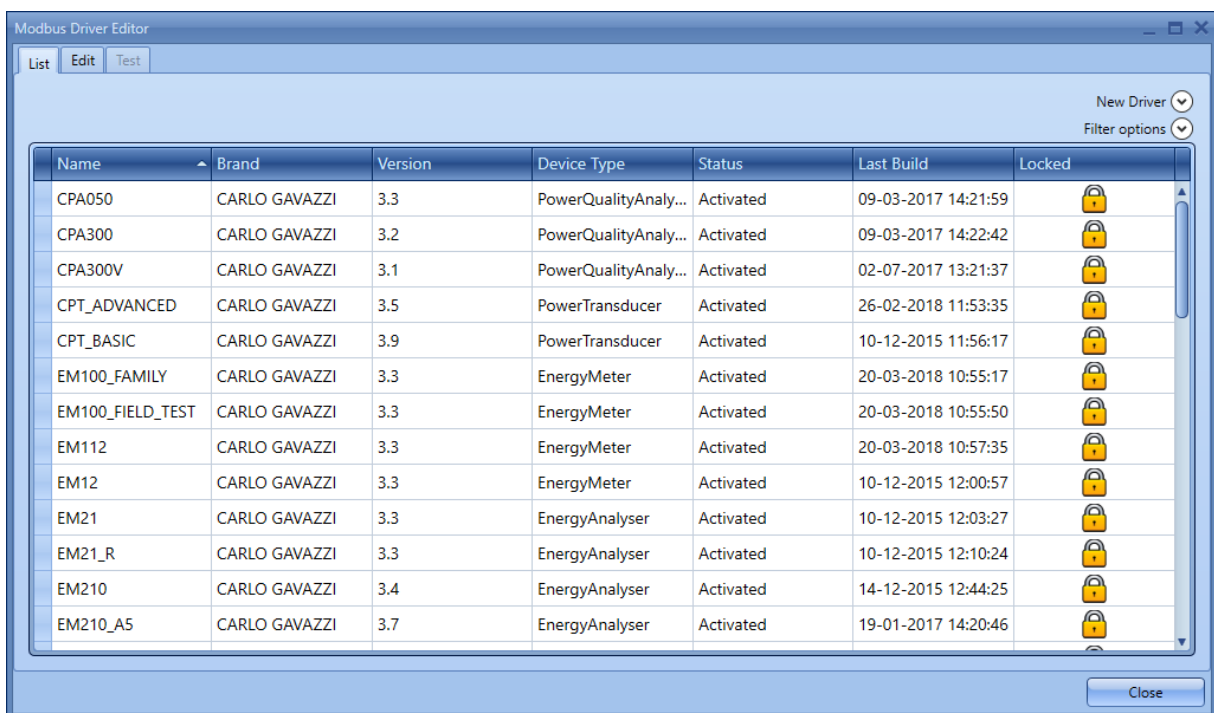 Modbus Driver Editor
List Edit Test
New Driver
Filter options
Name Brand Version Device Type Status Last Build Locked
CPA050 CARLO GAVAZZI 3.3 PowerQualityAnaly... Activated 09-03-2017 14:21:59
CPA300 CARLO GAVAZZI 3.2 PowerQualityAnaly... Activated 09-03-2017 14:22:42
CPA300V CARLO GAVAZZI 3.1 PowerQualityAnaly... Activated 02-07-2017 13:21:37
CPT_ADVANCED CARLO GAVAZZI 3.5 PowerTransducer Activated 26-02-2018 11:53:35
CPT_BASIC CARLO GAVAZZI 3.9 PowerTransducer Activated 10-12-2015 11:56:17
EM100_FAMILY CARLO GAVAZZI 3.3 EnergyMeter Activated 20-03-2018 10:55:17
EM100_FIELD_TEST CARLO GAVAZZI 3.3 EnergyMeter Activated 20-03-2018 10:55:50
EM112 CARLO GAVAZZI 3.3 EnergyMeter Activated 20-03-2018 10:57:35
EM12 CARLO GAVAZZI 3.3 EnergyMeter Activated 10-12-2015 12:00:57
EM21 CARLO GAVAZZI 3.3 EnergyAnalyser Activated 10-12-2015 12:03:27
EM21_R CARLO GAVAZZI 3.3 EnergyAnalyser Activated 10-12-2015 12:10:24
EM210 CARLO GAVAZZI 3.4 EnergyAnalyser Activated 14-12-2015 12:44:25
EM210_A5 CARLO GAVAZZI 3.7 EnergyAnalyser Activated 19-01-2017 14:20:46
Close